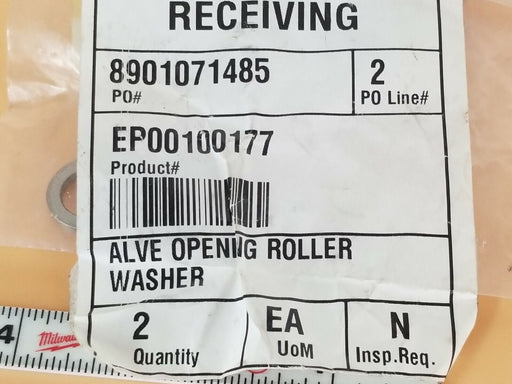 RECEIVING
8901071485
PO#
2
PO Line#
EP00100177
Product#
ALVE OPENING ROLLER
WASHER
2
Quantity
EA
UoM
N
Insp.Req.
4